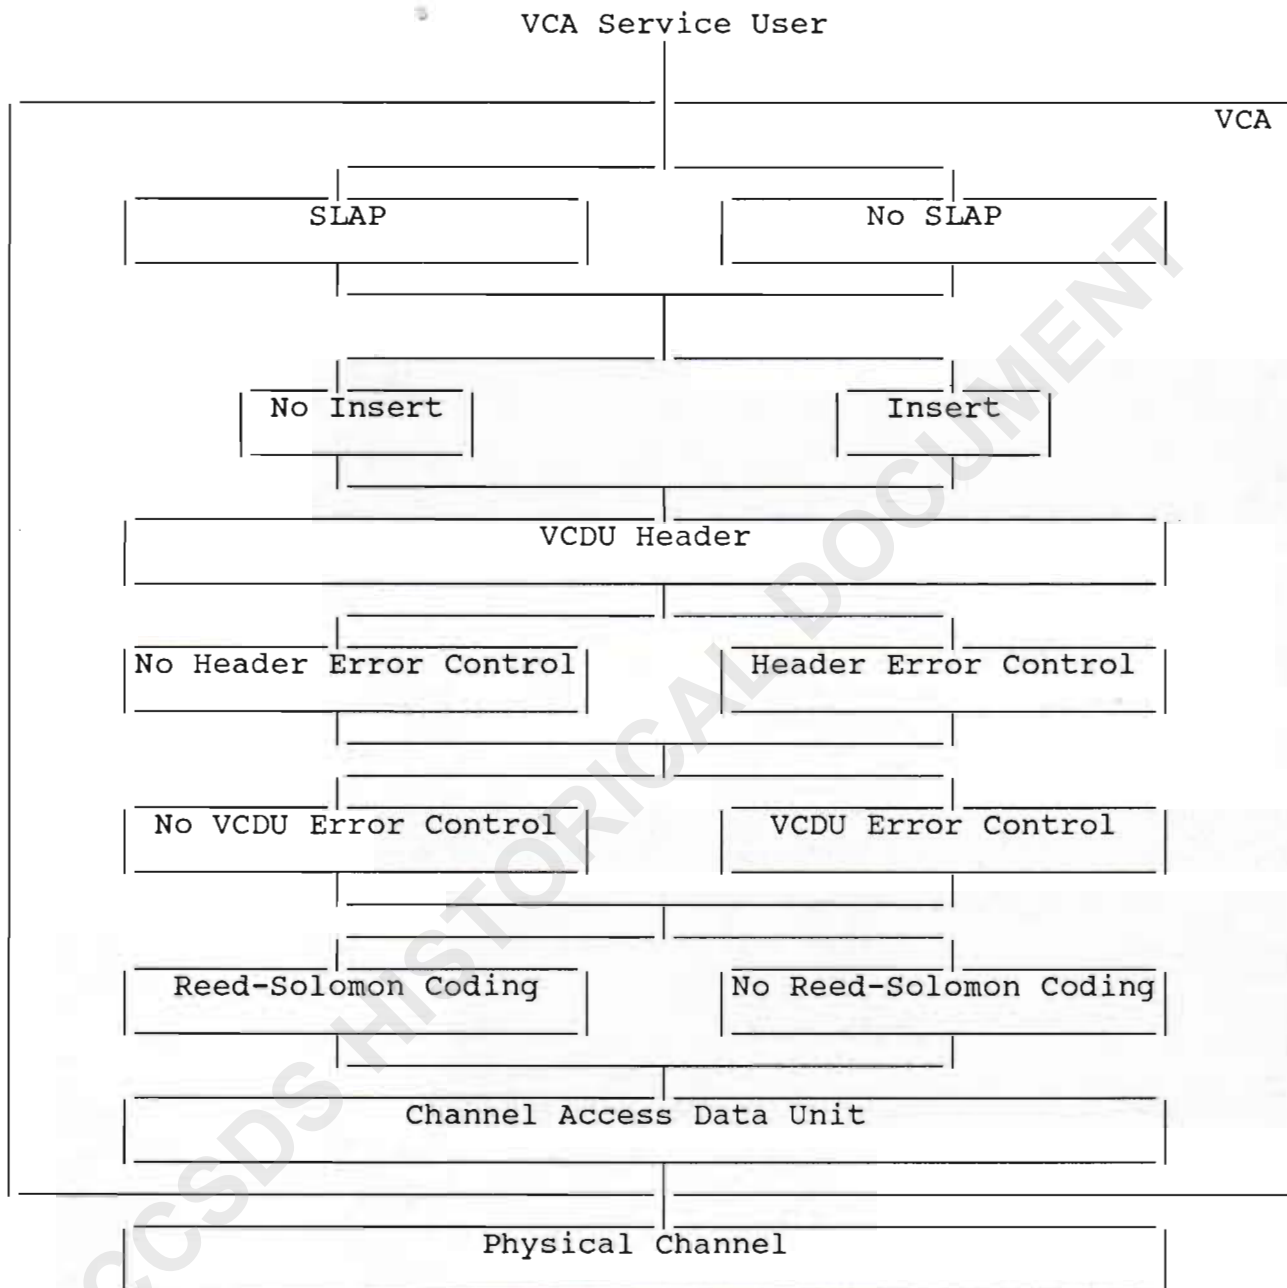 VCA Service User
VCA
SLAP
No SLAP
No Insert
Insert
VCDU Header
No Header Error Control
Header Error Control
No VCDU Error Control
VCDU Error Control
Reed-Solomon Coding
No Reed-Solomon Coding
Channel Access Data Unit
Physical Channel
CCSDS HISTORICAL DOCUMENT